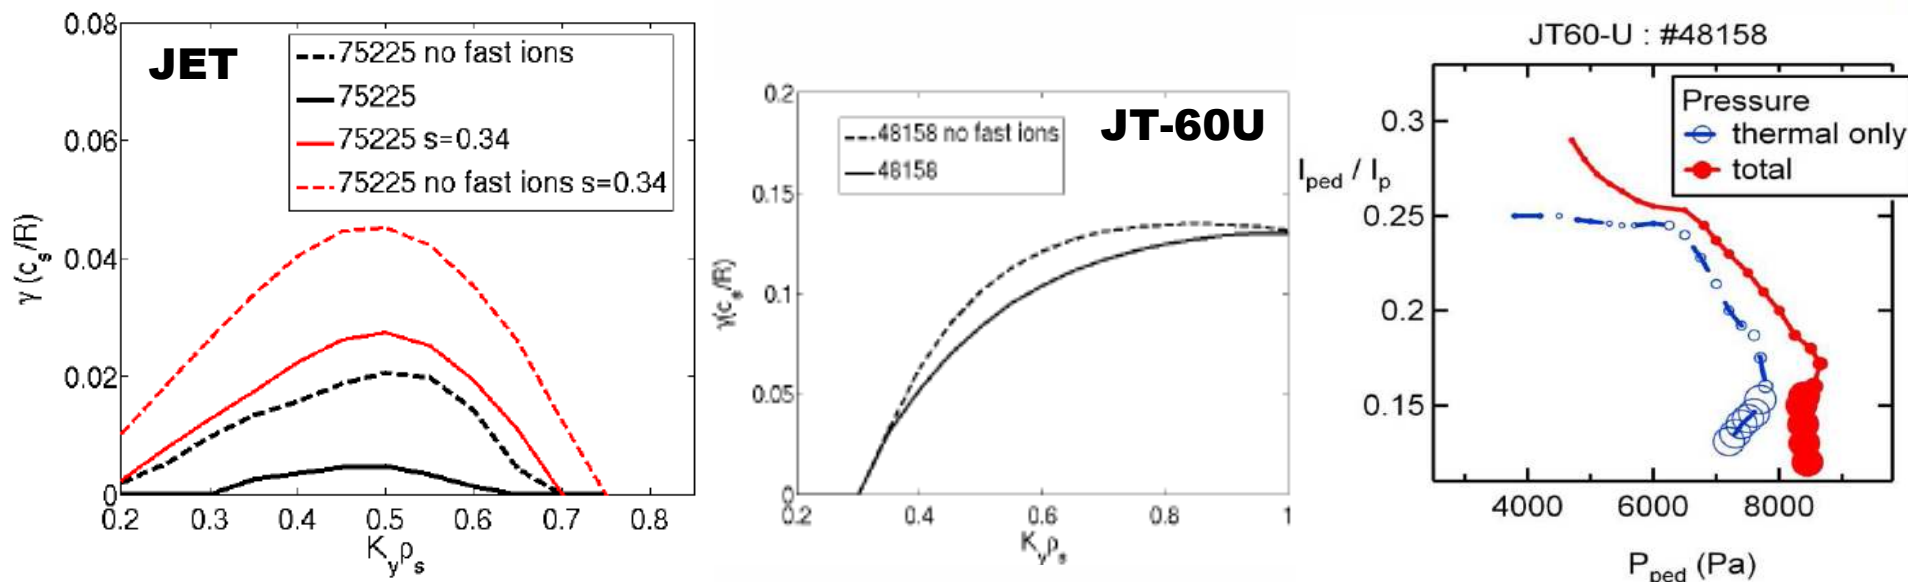 JET
75225 no fast ions
75225
75225 s=0.34
75225 no fast ions s=0.34
0.08
0.06
0.04
0.02
0
γ (c_s/R)
0.2 0.3 0.4 0.5 0.6 0.7 0.8
K_yρ_s
JT-60U
48158 no fast ions
48158
0.2
0.15
0.1
0.05
0
γ(c_s/R)
0.2 0.4 0.6 0.8 1
K_yρ_s
JT60-U : #48158
Pressure
thermal only
total
I_ped / I_p
0.3
0.25
0.2
0.15
4000 6000 8000
P_ped (Pa)